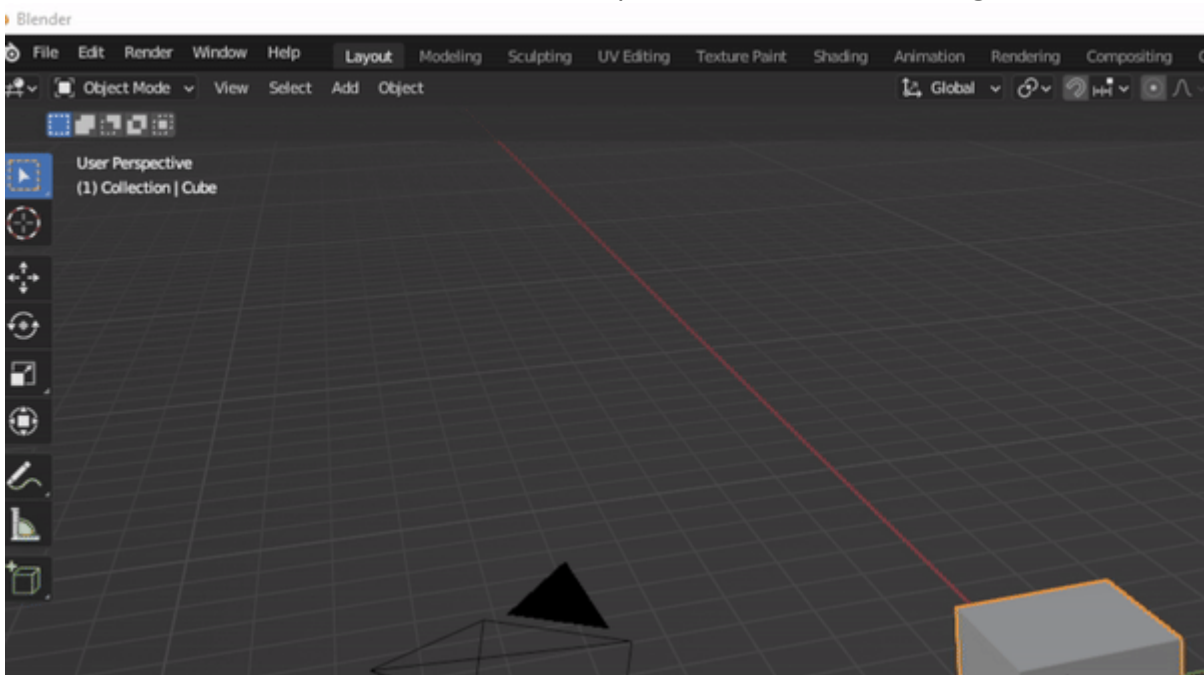 Blender
File Edit Render Window Help Layout Modeling Sculpting UV Editing Texture Paint Shading Animation Rendering Compositing
Object Mode View Select Add Object Global
User Perspective
(1) Collection | Cube